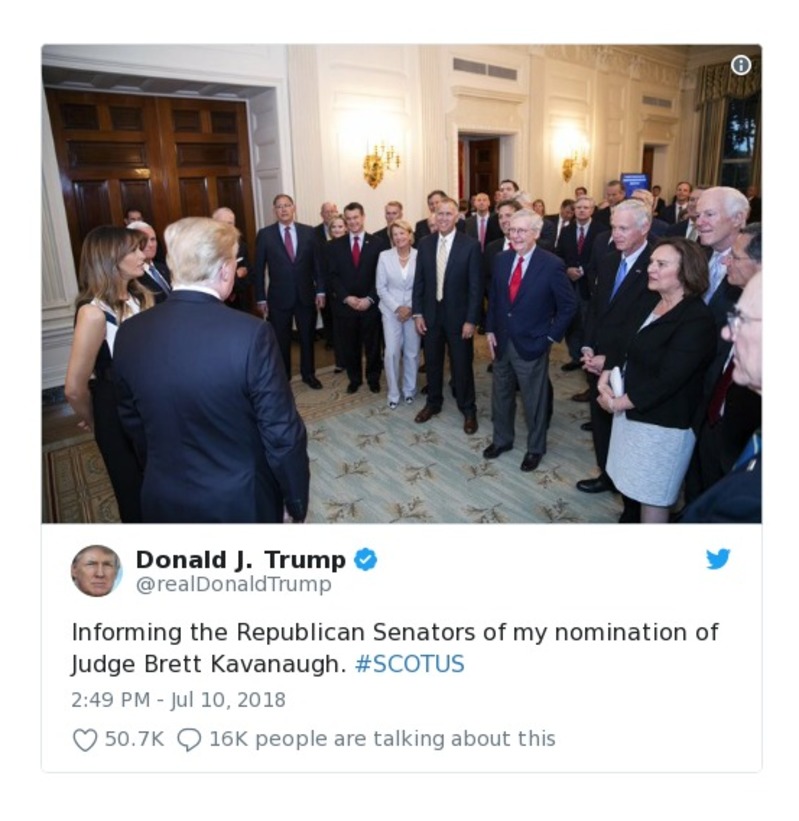 Donald J. Trump
@realDonaldTrump
Informing the Republican Senators of my nomination of
Judge Brett Kavanaugh. #SCOTUS
2:49 PM - Jul 10, 2018
50.7K 16K people are talking about this